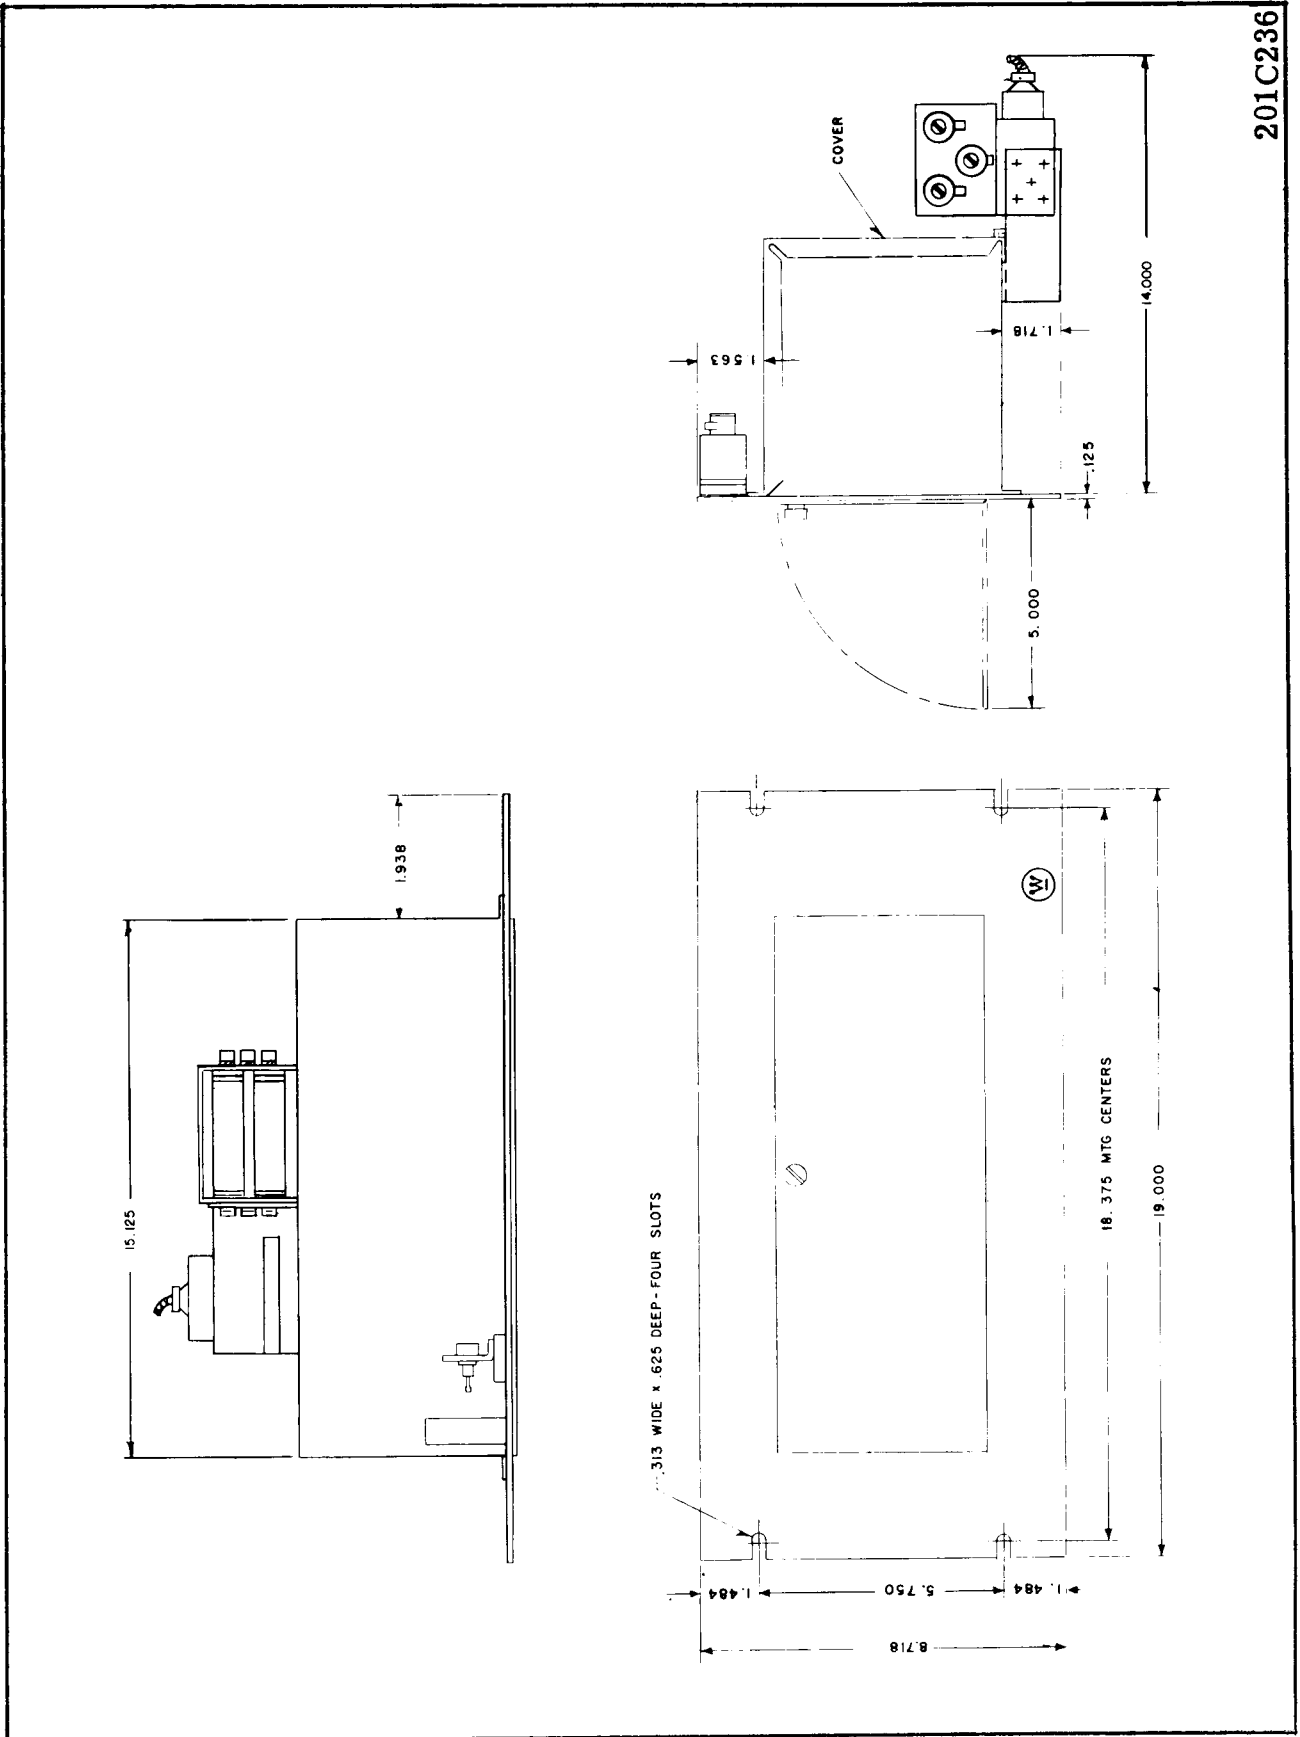 201C236
COVER
14.000
1.718
1.563
.125
5.000
1.938
15.125
.313 WIDE x .625 DEEP-FOUR SLOTS
W
18.375 MTG CENTERS
19.000
1.484
5.750
1.484
8.718